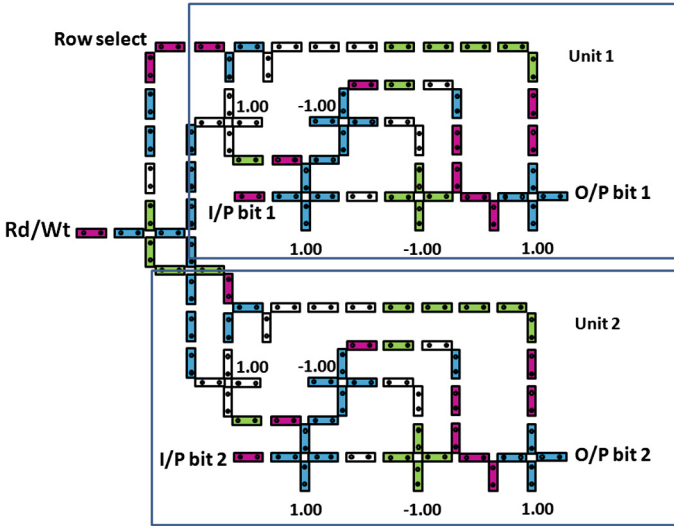 Row select
Unit 1
1.00
-1.00
I/P bit 1
O/P bit 1
Rd/Wt
1.00
-1.00
1.00
Unit 2
1.00
-1.00
I/P bit 2
O/P bit 2
1.00
-1.00
1.00